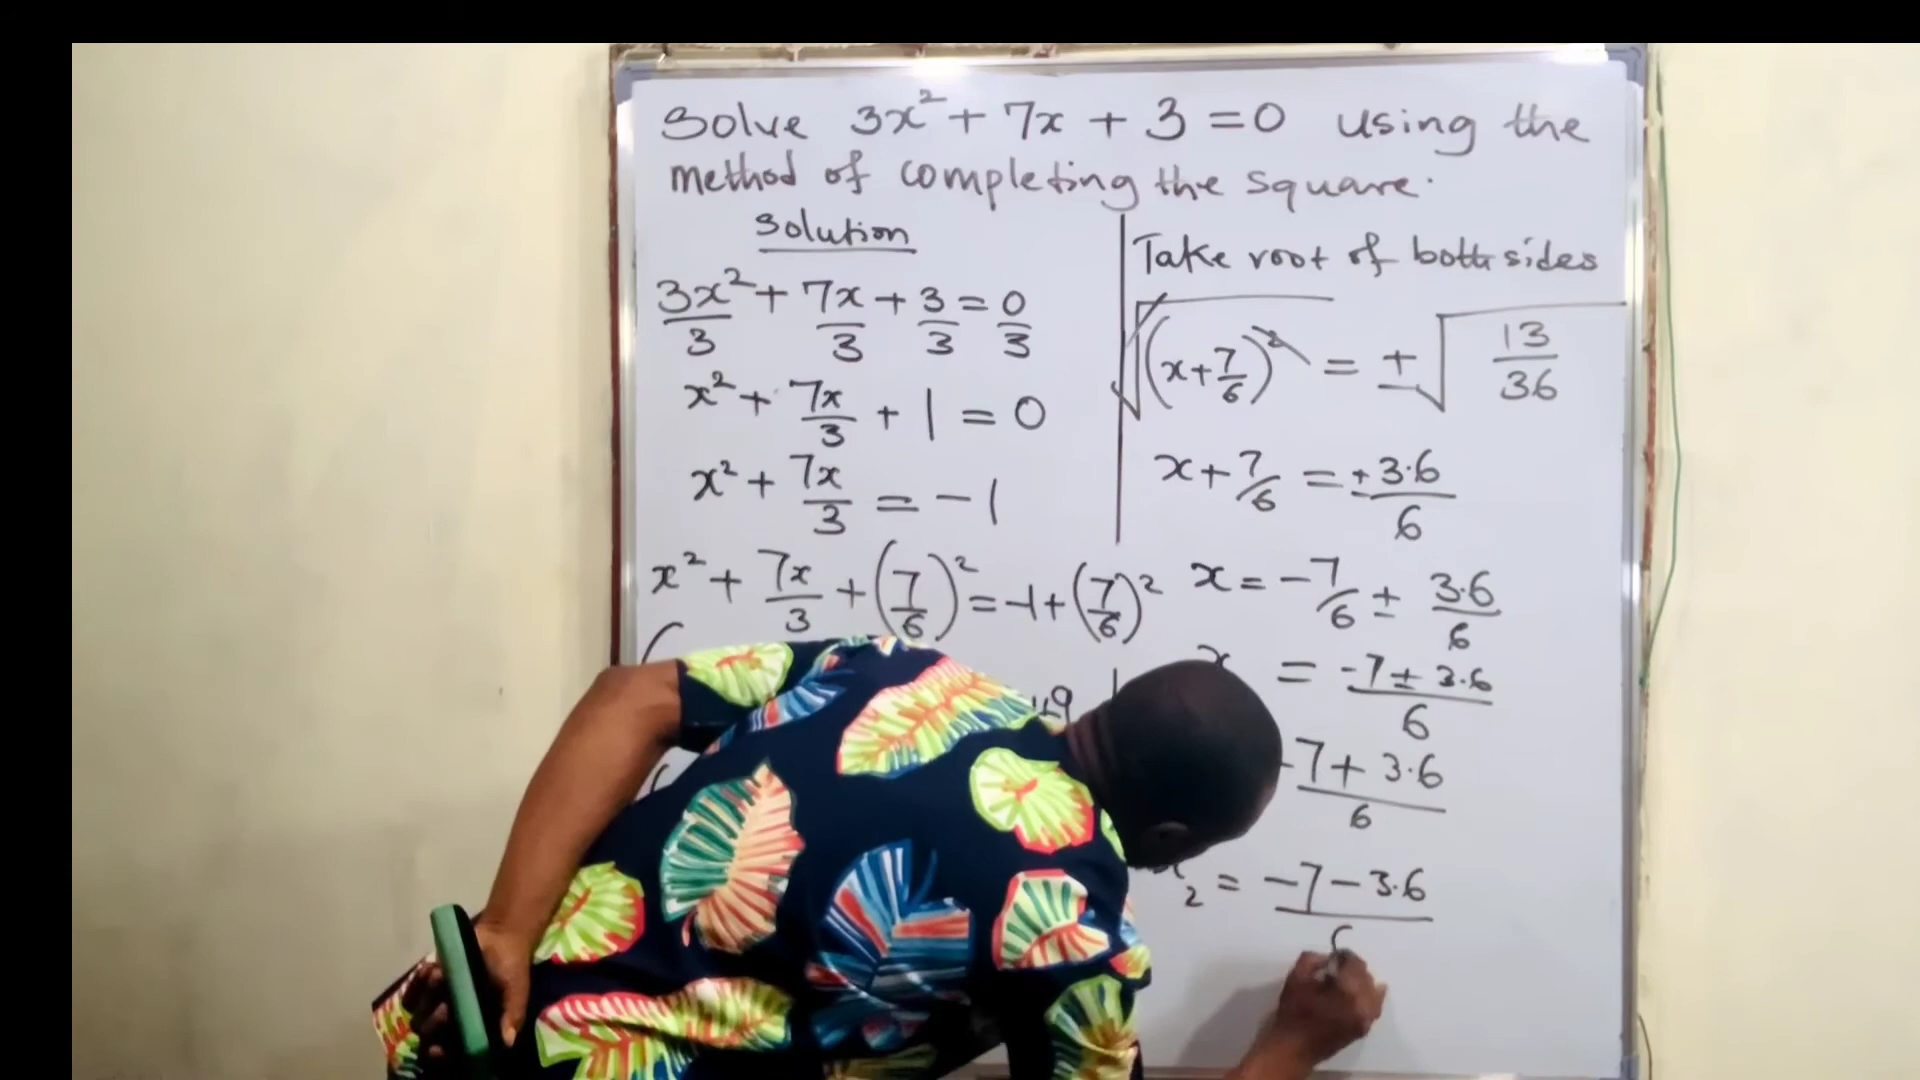 Solve 3x² + 7x + 3 = 0 using the
method of completing the square.
Solution
3x²/3 + 7x/3 + 3/3 = 0/3
x² + 7x/3 + 1 = 0
x² + 7x/3 = -1
x² + 7x/3 + (7/6)² = -1 + (7/6)²
49
Take root of both sides
√(x + 7/6)² = ±√13/36
x + 7/6 = ± 3.6/6
x = -7/6 ± 3.6/6
x = -7 ± 3.6/6
-7 + 3.6/6
x₂ = -7 - 3.6/6